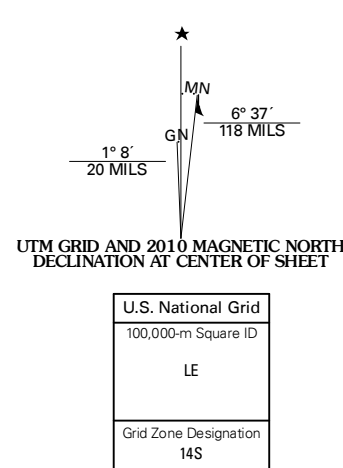 ★
MN
6° 37´
118 MILS
GN
1° 8´
20 MILS
UTM GRID AND 2010 MAGNETIC NORTH
DECLINATION AT CENTER OF SHEET
U.S. National Grid
100,000-m Square ID
LE
Grid Zone Designation
14S